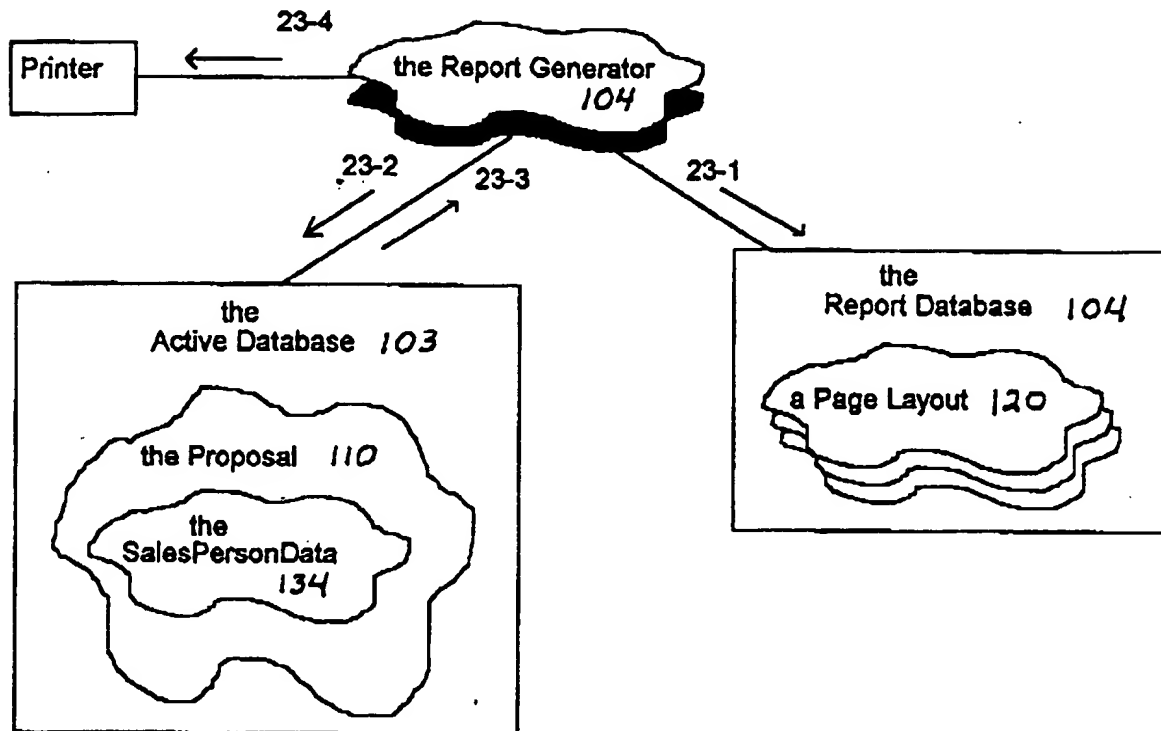 23-4
Printer
the Report Generator
104
23-2
23-3
23-1
the
Active Database 103
the Proposal 110
the
SalesPersonData
134
the
Report Database 104
a Page Layout 120